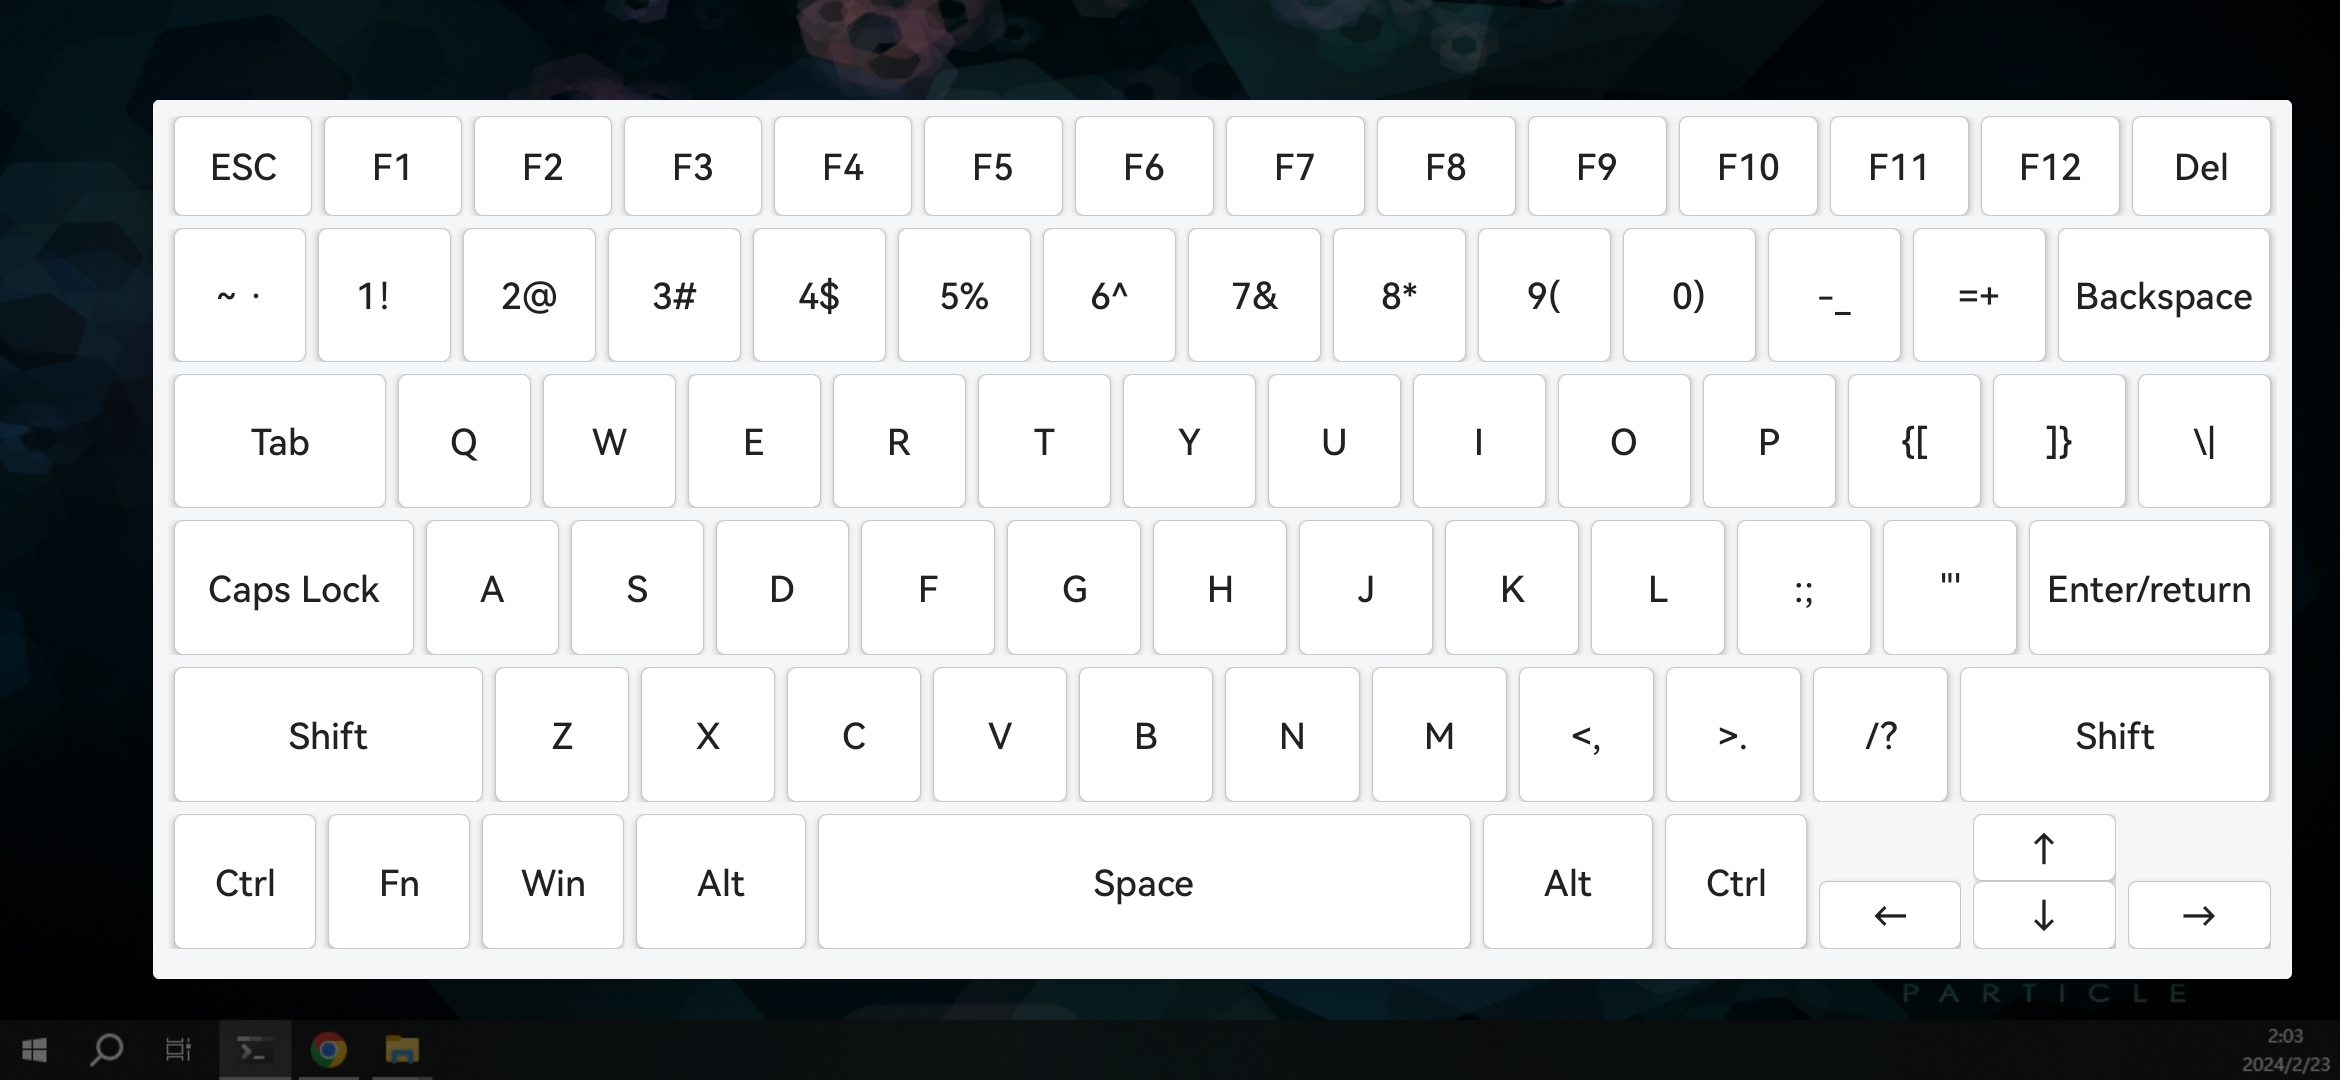 ESC F1 F2 F3 F4 F5 F6 F7 F8 F9 F10 F11 F12 Del
~ · 1! 2@ 3# 4$ 5% 6^ 7& 8* 9( 0) -_ =+ Backspace
Tab Q W E R T Y U I O P {[ ]} \|
Caps Lock A S D F G H J K L :; "' Enter/return
Shift Z X C V B N M <, >. /? Shift
Ctrl Fn Win Alt Space Alt Ctrl ← ↑ ↓ →
PARTICLE
2:03
2024/2/23